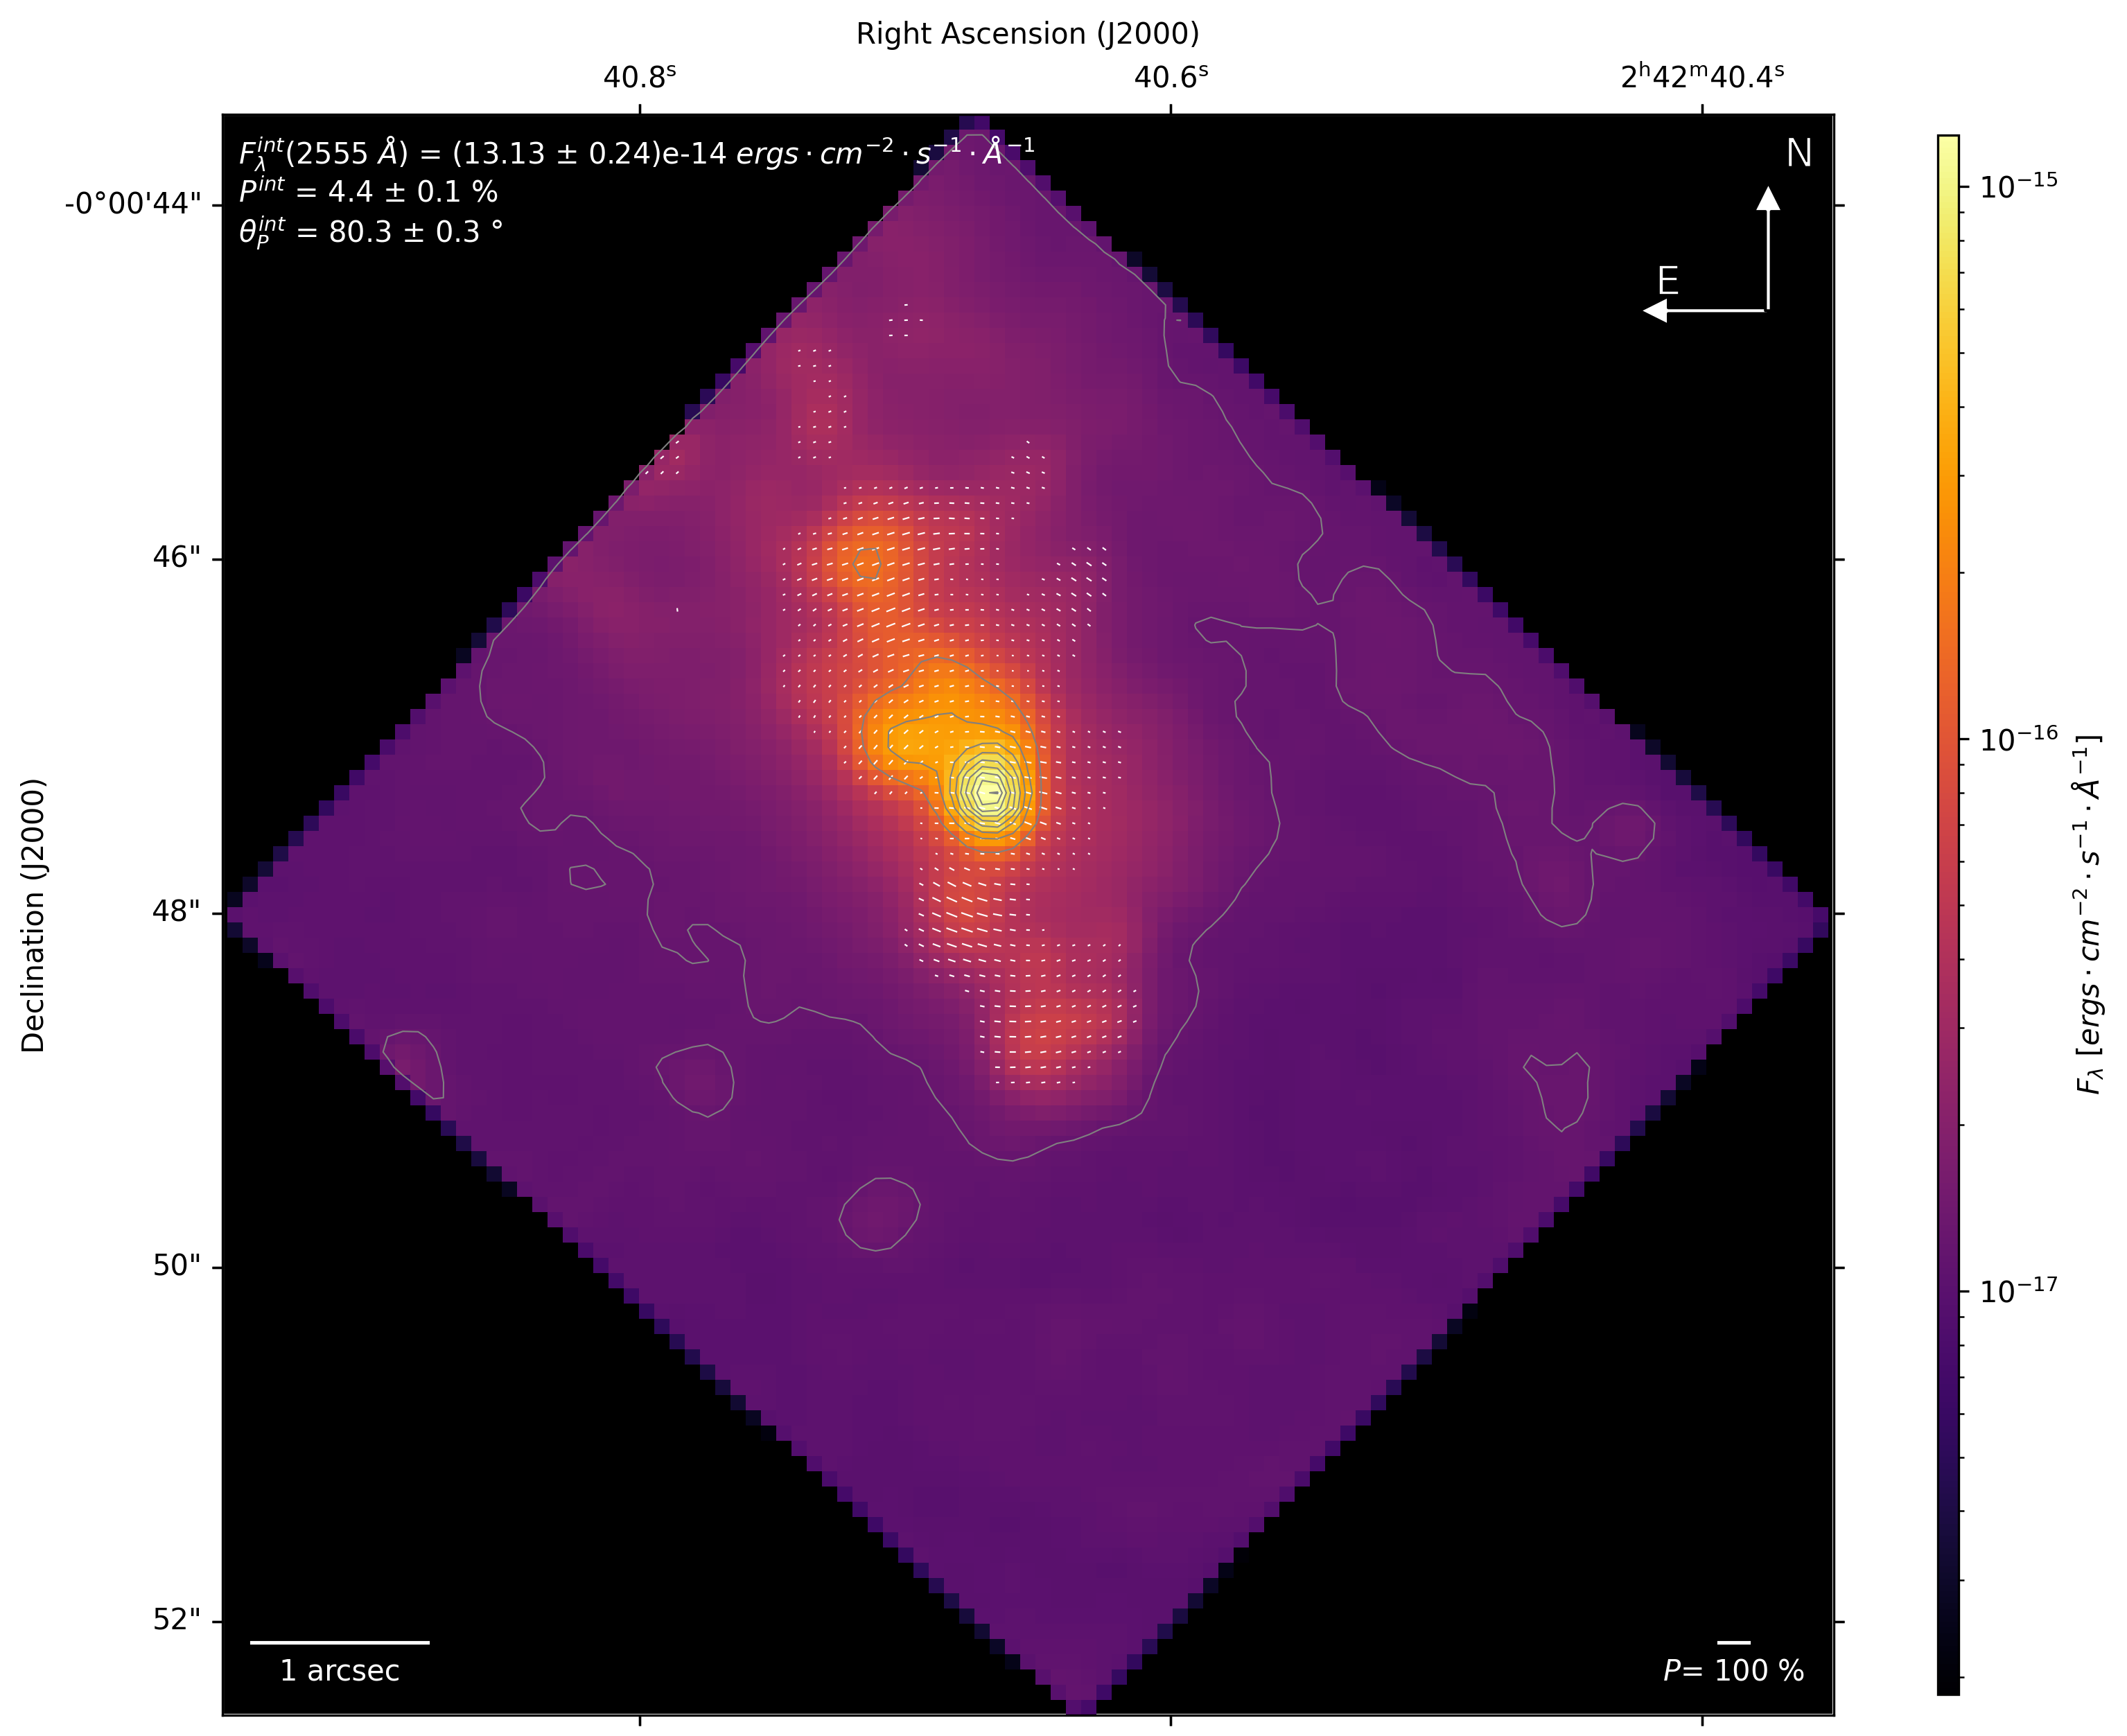 Right Ascension (J2000)
40.8ˢ 40.6ˢ 2ʰ42ᵐ40.4ˢ
F_λ^int(2555 Å) = (13.13 ± 0.24)e-14 ergs · cm⁻² · s⁻¹ · Å⁻¹
P^int = 4.4 ± 0.1 %
θ_P^int = 80.3 ± 0.3 °
N
E
-0°00'44"
46"
48"
50"
52"
Declination (J2000)
1 arcsec
P= 100 %
10⁻¹⁵
10⁻¹⁶
10⁻¹⁷
F_λ [ergs · cm⁻² · s⁻¹ · Å⁻¹]